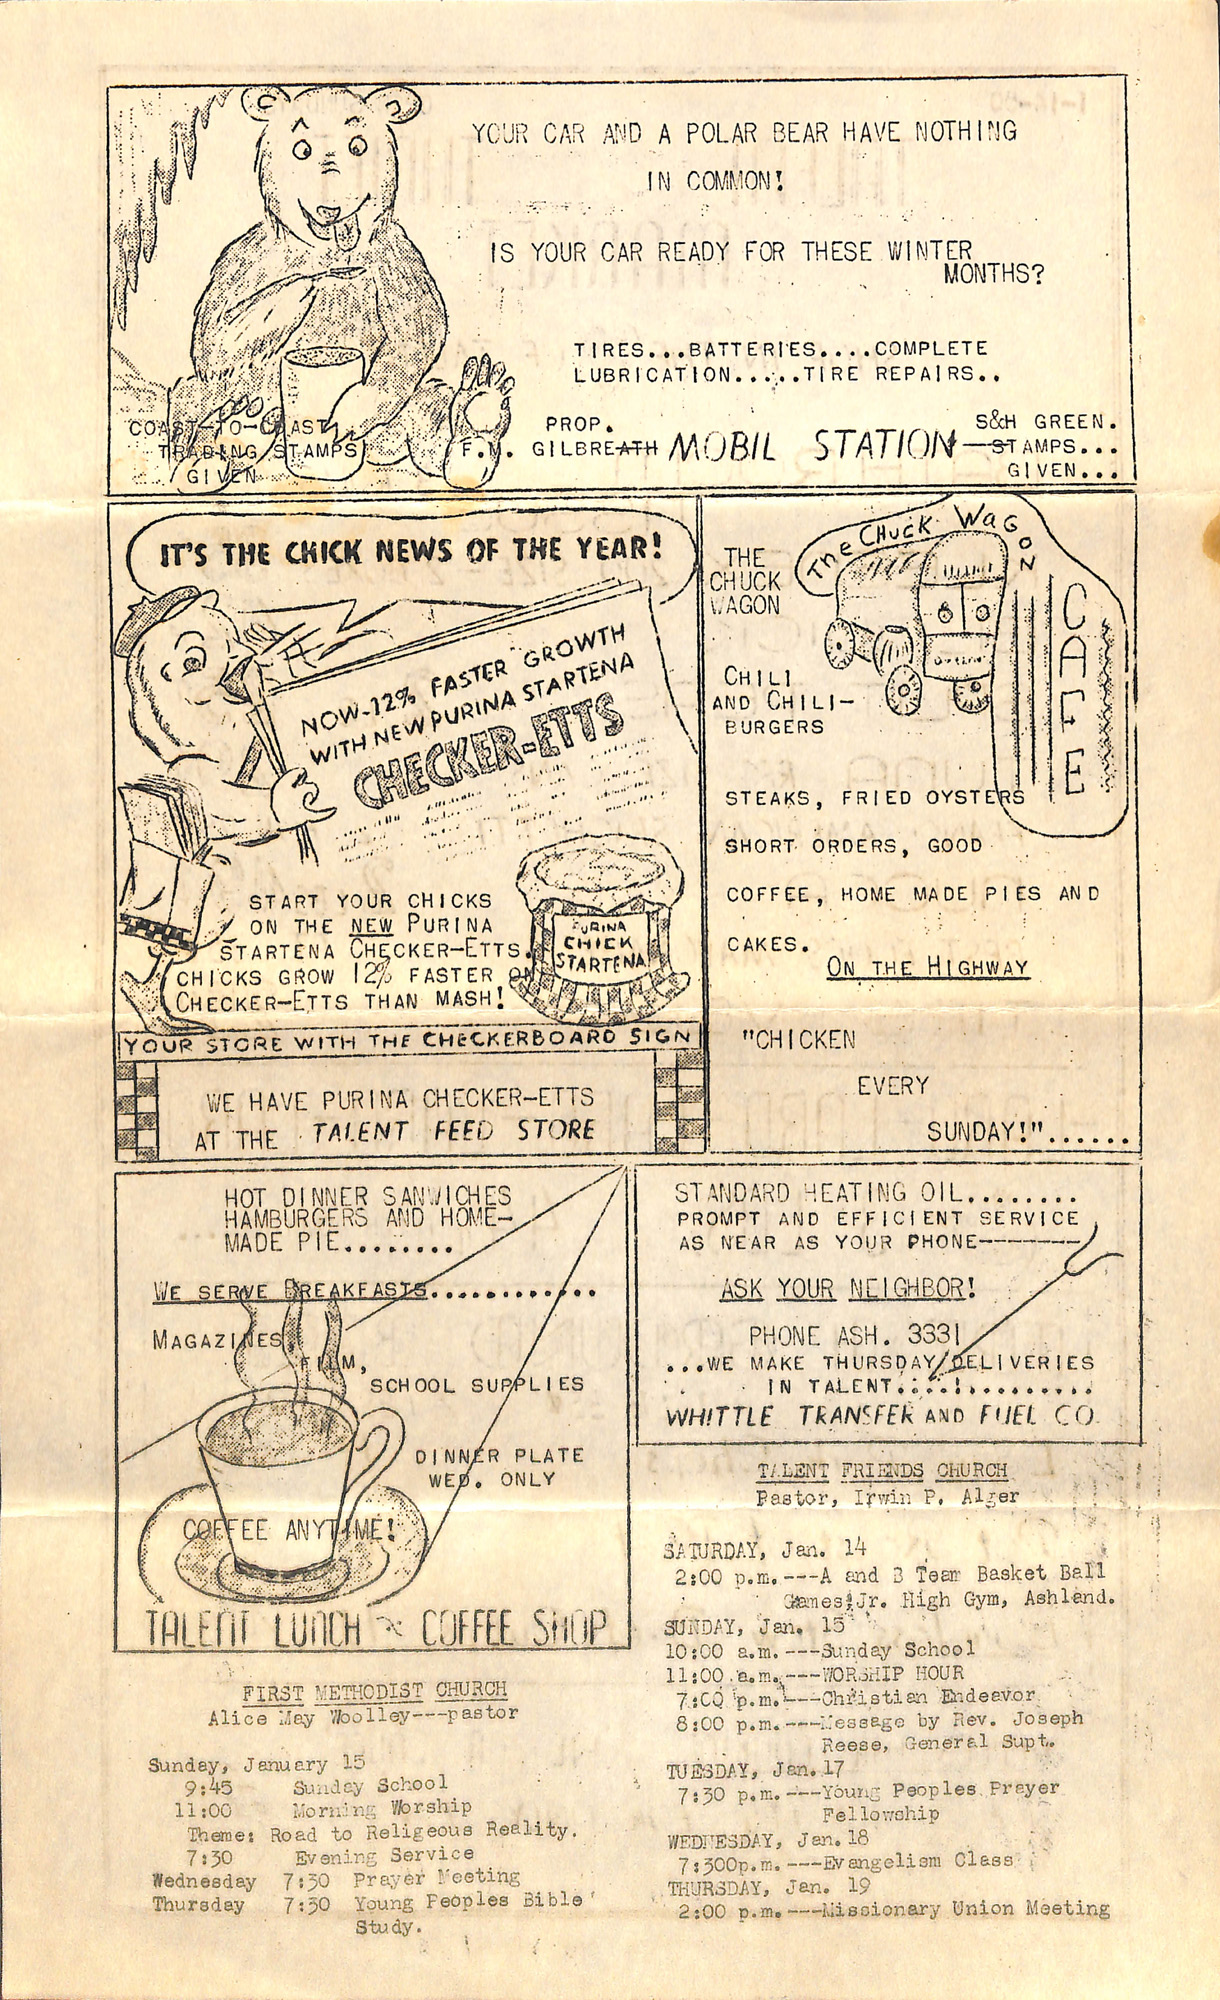 YOUR CAR AND A POLAR BEAR HAVE NOTHING
IN COMMON!
IS YOUR CAR READY FOR THESE WINTER
MONTHS?
TIRES...BATTERIES....COMPLETE
LUBRICATION.....TIRE REPAIRS..
COAST-TO-COAST
TRADING STAMPS
GIVEN
PROP.
F.M. GILBREATH MOBIL STATION
S&H GREEN.
STAMPS...
GIVEN...
IT'S THE CHICK NEWS OF THE YEAR!
NOW-12% FASTER GROWTH
WITH NEW PURINA STARTENA
CHECKER-ETTS
START YOUR CHICKS
ON THE NEW PURINA
STARTENA CHECKER-ETTS.
CHICKS GROW 12% FASTER ON
CHECKER-ETTS THAN MASH!
PURINA
CHICK
STARTENA
YOUR STORE WITH THE CHECKERBOARD SIGN
WE HAVE PURINA CHECKER-ETTS
AT THE TALENT FEED STORE
The CHUCK WAGON
CAFE
THE
CHUCK
WAGON
CHILI
AND CHILI-
BURGERS
STEAKS, FRIED OYSTERS
SHORT ORDERS, GOOD
COFFEE, HOME MADE PIES AND
CAKES.
ON THE HIGHWAY
"CHICKEN
EVERY
SUNDAY!"......
HOT DINNER SANWICHES
HAMBURGERS AND HOME-
MADE PIE........
WE SERVE BREAKFASTS............
MAGAZINES,
FILM,
SCHOOL SUPPLIES
DINNER PLATE
WED. ONLY
COFFEE ANYTIME!
TALENT LUNCH & COFFEE SHOP
STANDARD HEATING OIL........
PROMPT AND EFFICIENT SERVICE
AS NEAR AS YOUR PHONE--------
ASK YOUR NEIGHBOR!
PHONE ASH. 3331
...WE MAKE THURSDAY DELIVERIES
IN TALENT....!.........
WHITTLE TRANSFER AND FUEL CO.
FIRST METHODIST CHURCH
Alice May Woolley---pastor
Sunday, January 15
9:45 Sunday School
11:00 Morning Worship
Theme: Road to Religeous Reality.
7:30 Evening Service
Wednesday 7:30 Prayer Meeting
Thursday 7:30 Young Peoples Bible
Study.
TALENT FRIENDS CHURCH
Pastor, Irwin P. Alger
SATURDAY, Jan. 14
2:00 p.m.---A and B Team Basket Ball
Games;Jr. High Gym, Ashland.
SUNDAY, Jan. 15
10:00 a.m.---Sunday School
11:00 a.m.---WORSHIP HOUR
7:00 p.m.---Christian Endeavor
8:00 p.m.---Message by Rev. Joseph
Reese, General Supt.
TUESDAY, Jan.17
7:30 p.m.---Young Peoples Prayer
Fellowship
WEDNESDAY, Jan. 18
7:300p.m.---Evangelism Class
THURSDAY, Jan. 19
2:00 p.m.---Missionary Union Meeting